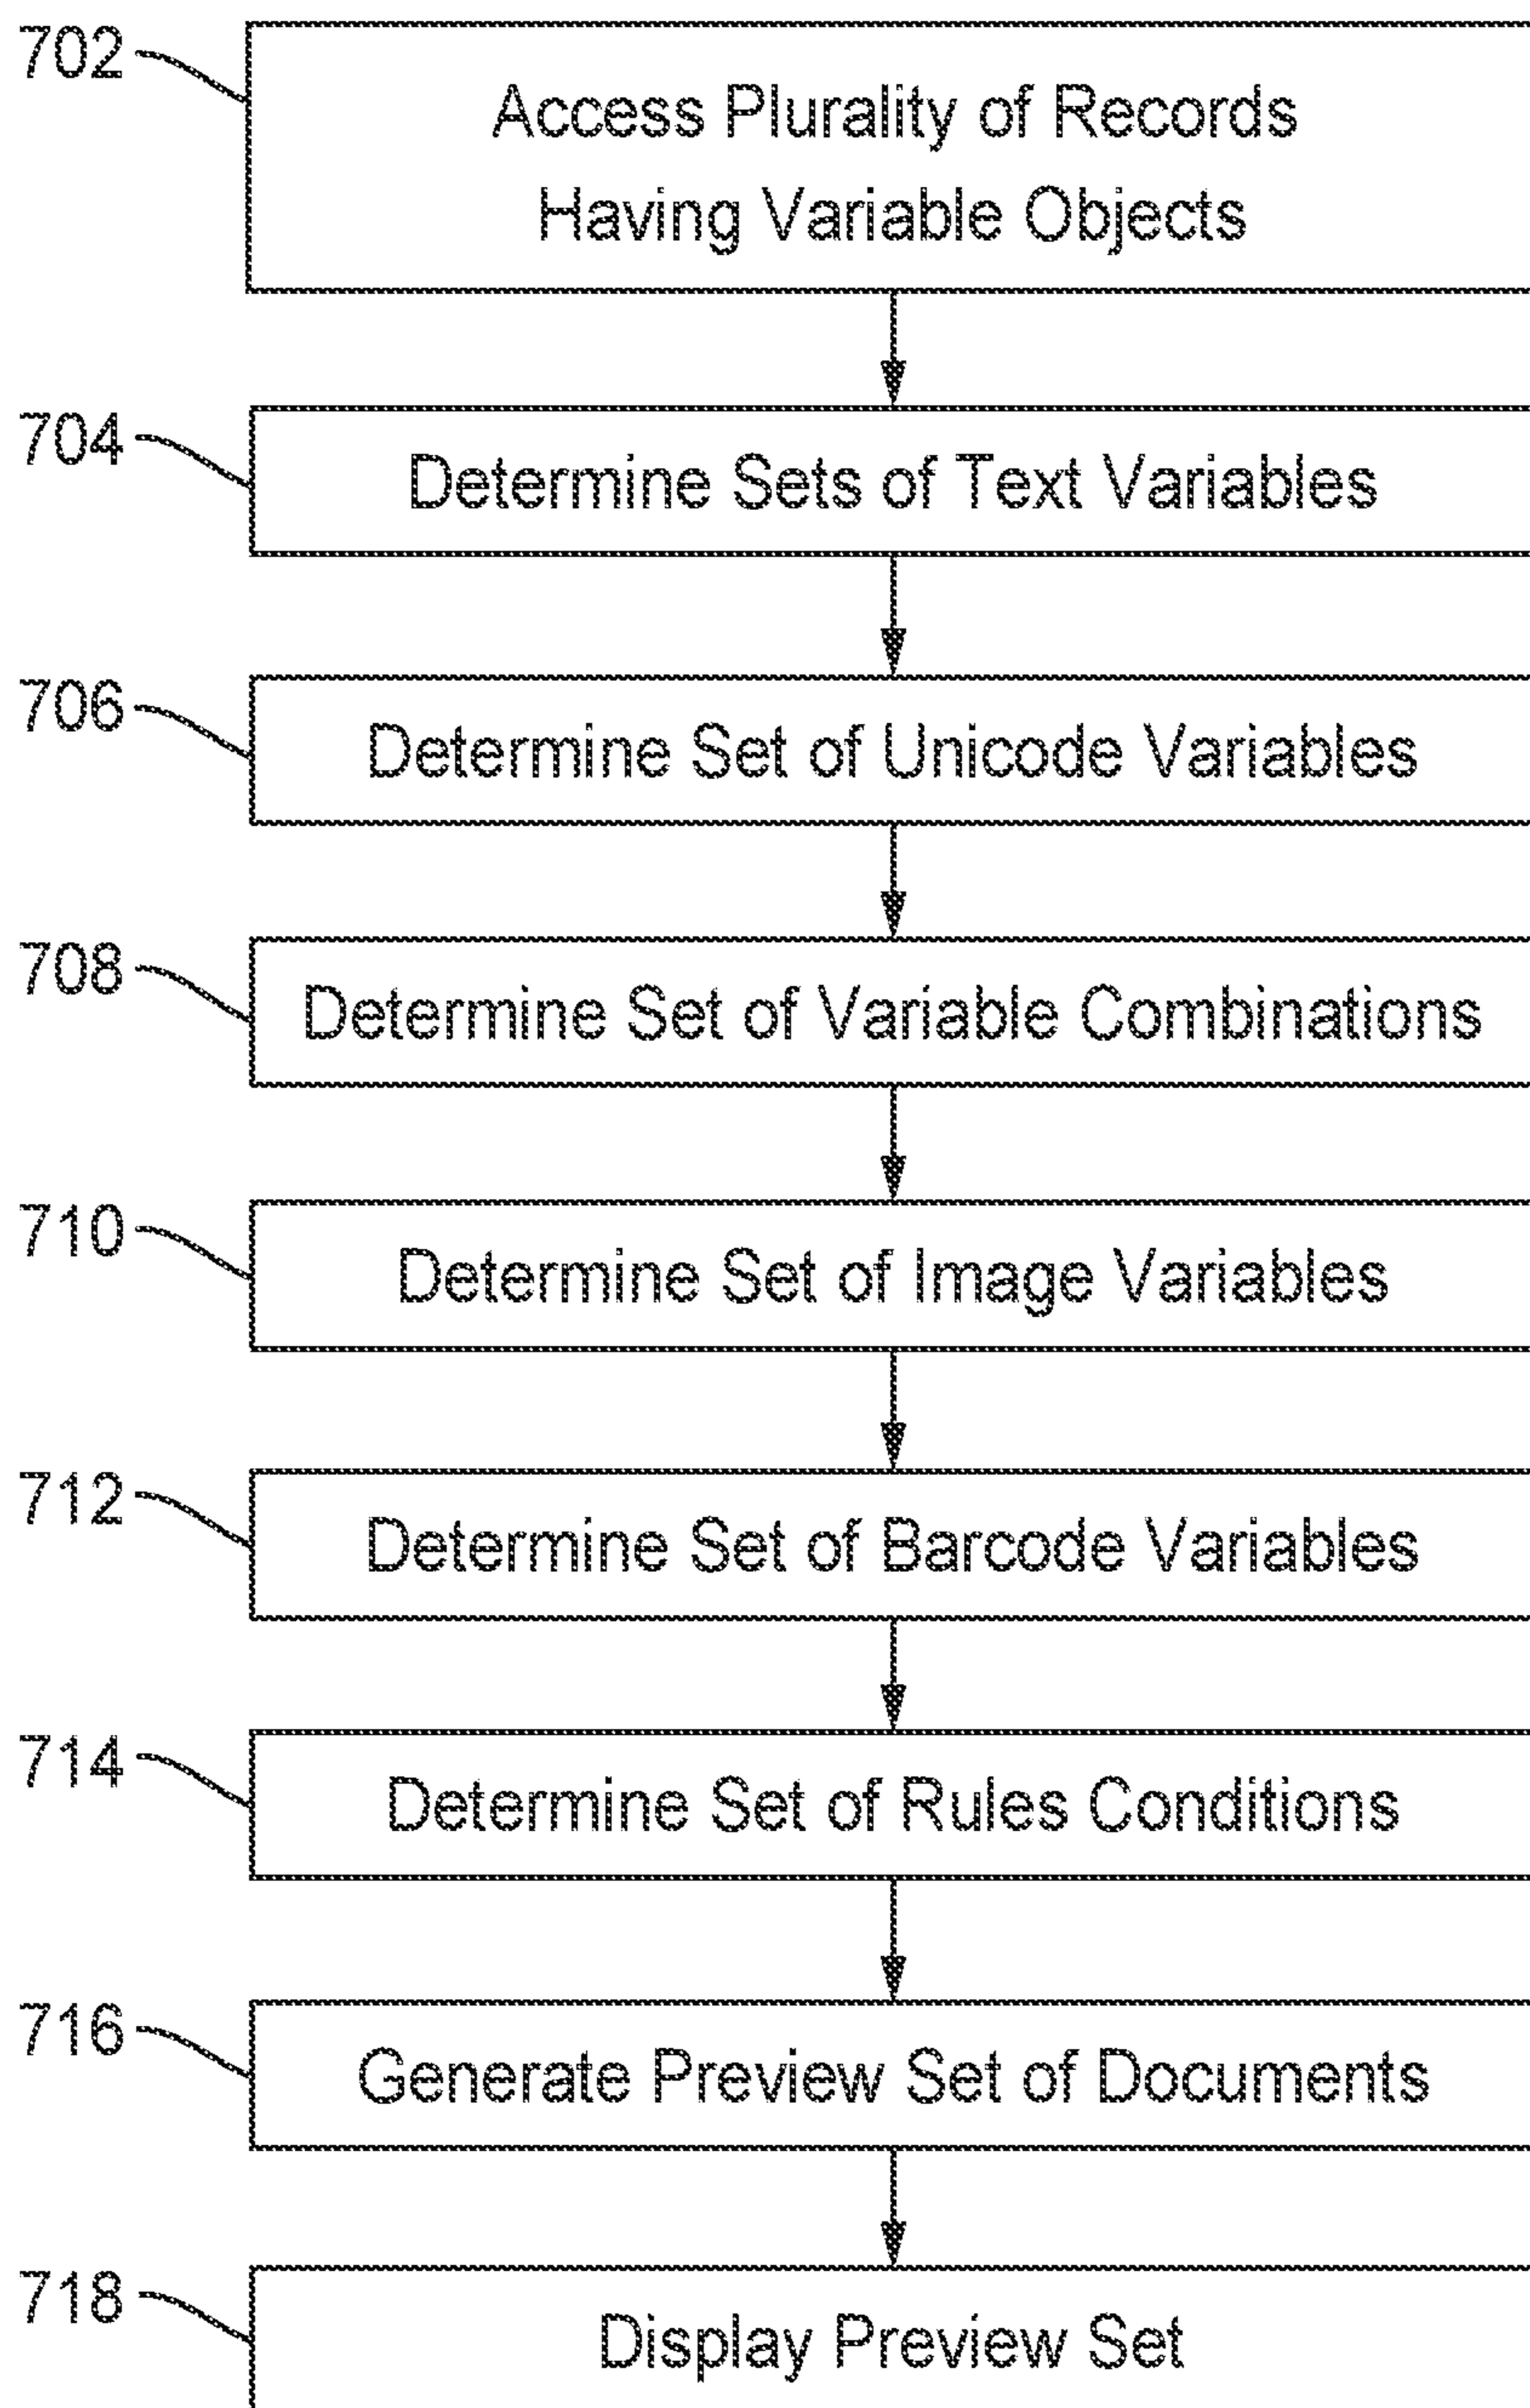 702
Access Plurality of Records
Having Variable Objects
704
Determine Sets of Text Variables
706
Determine Set of Unicode Variables
708
Determine Set of Variable Combinations
710
Determine Set of Image Variables
712
Determine Set of Barcode Variables
714
Determine Set of Rules Conditions
716
Generate Preview Set of Documents
718
Display Preview Set